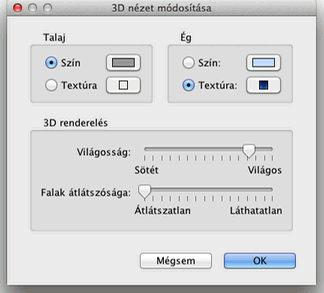 3D nézet módosítása
Talaj
Ég
Szín
Szín:
Textúra
Textúra:
3D renderelés
Világosság:
Sötét Világos
Falak átlátszósága:
Átlátszatlan Láthatatlan
Mégsem OK